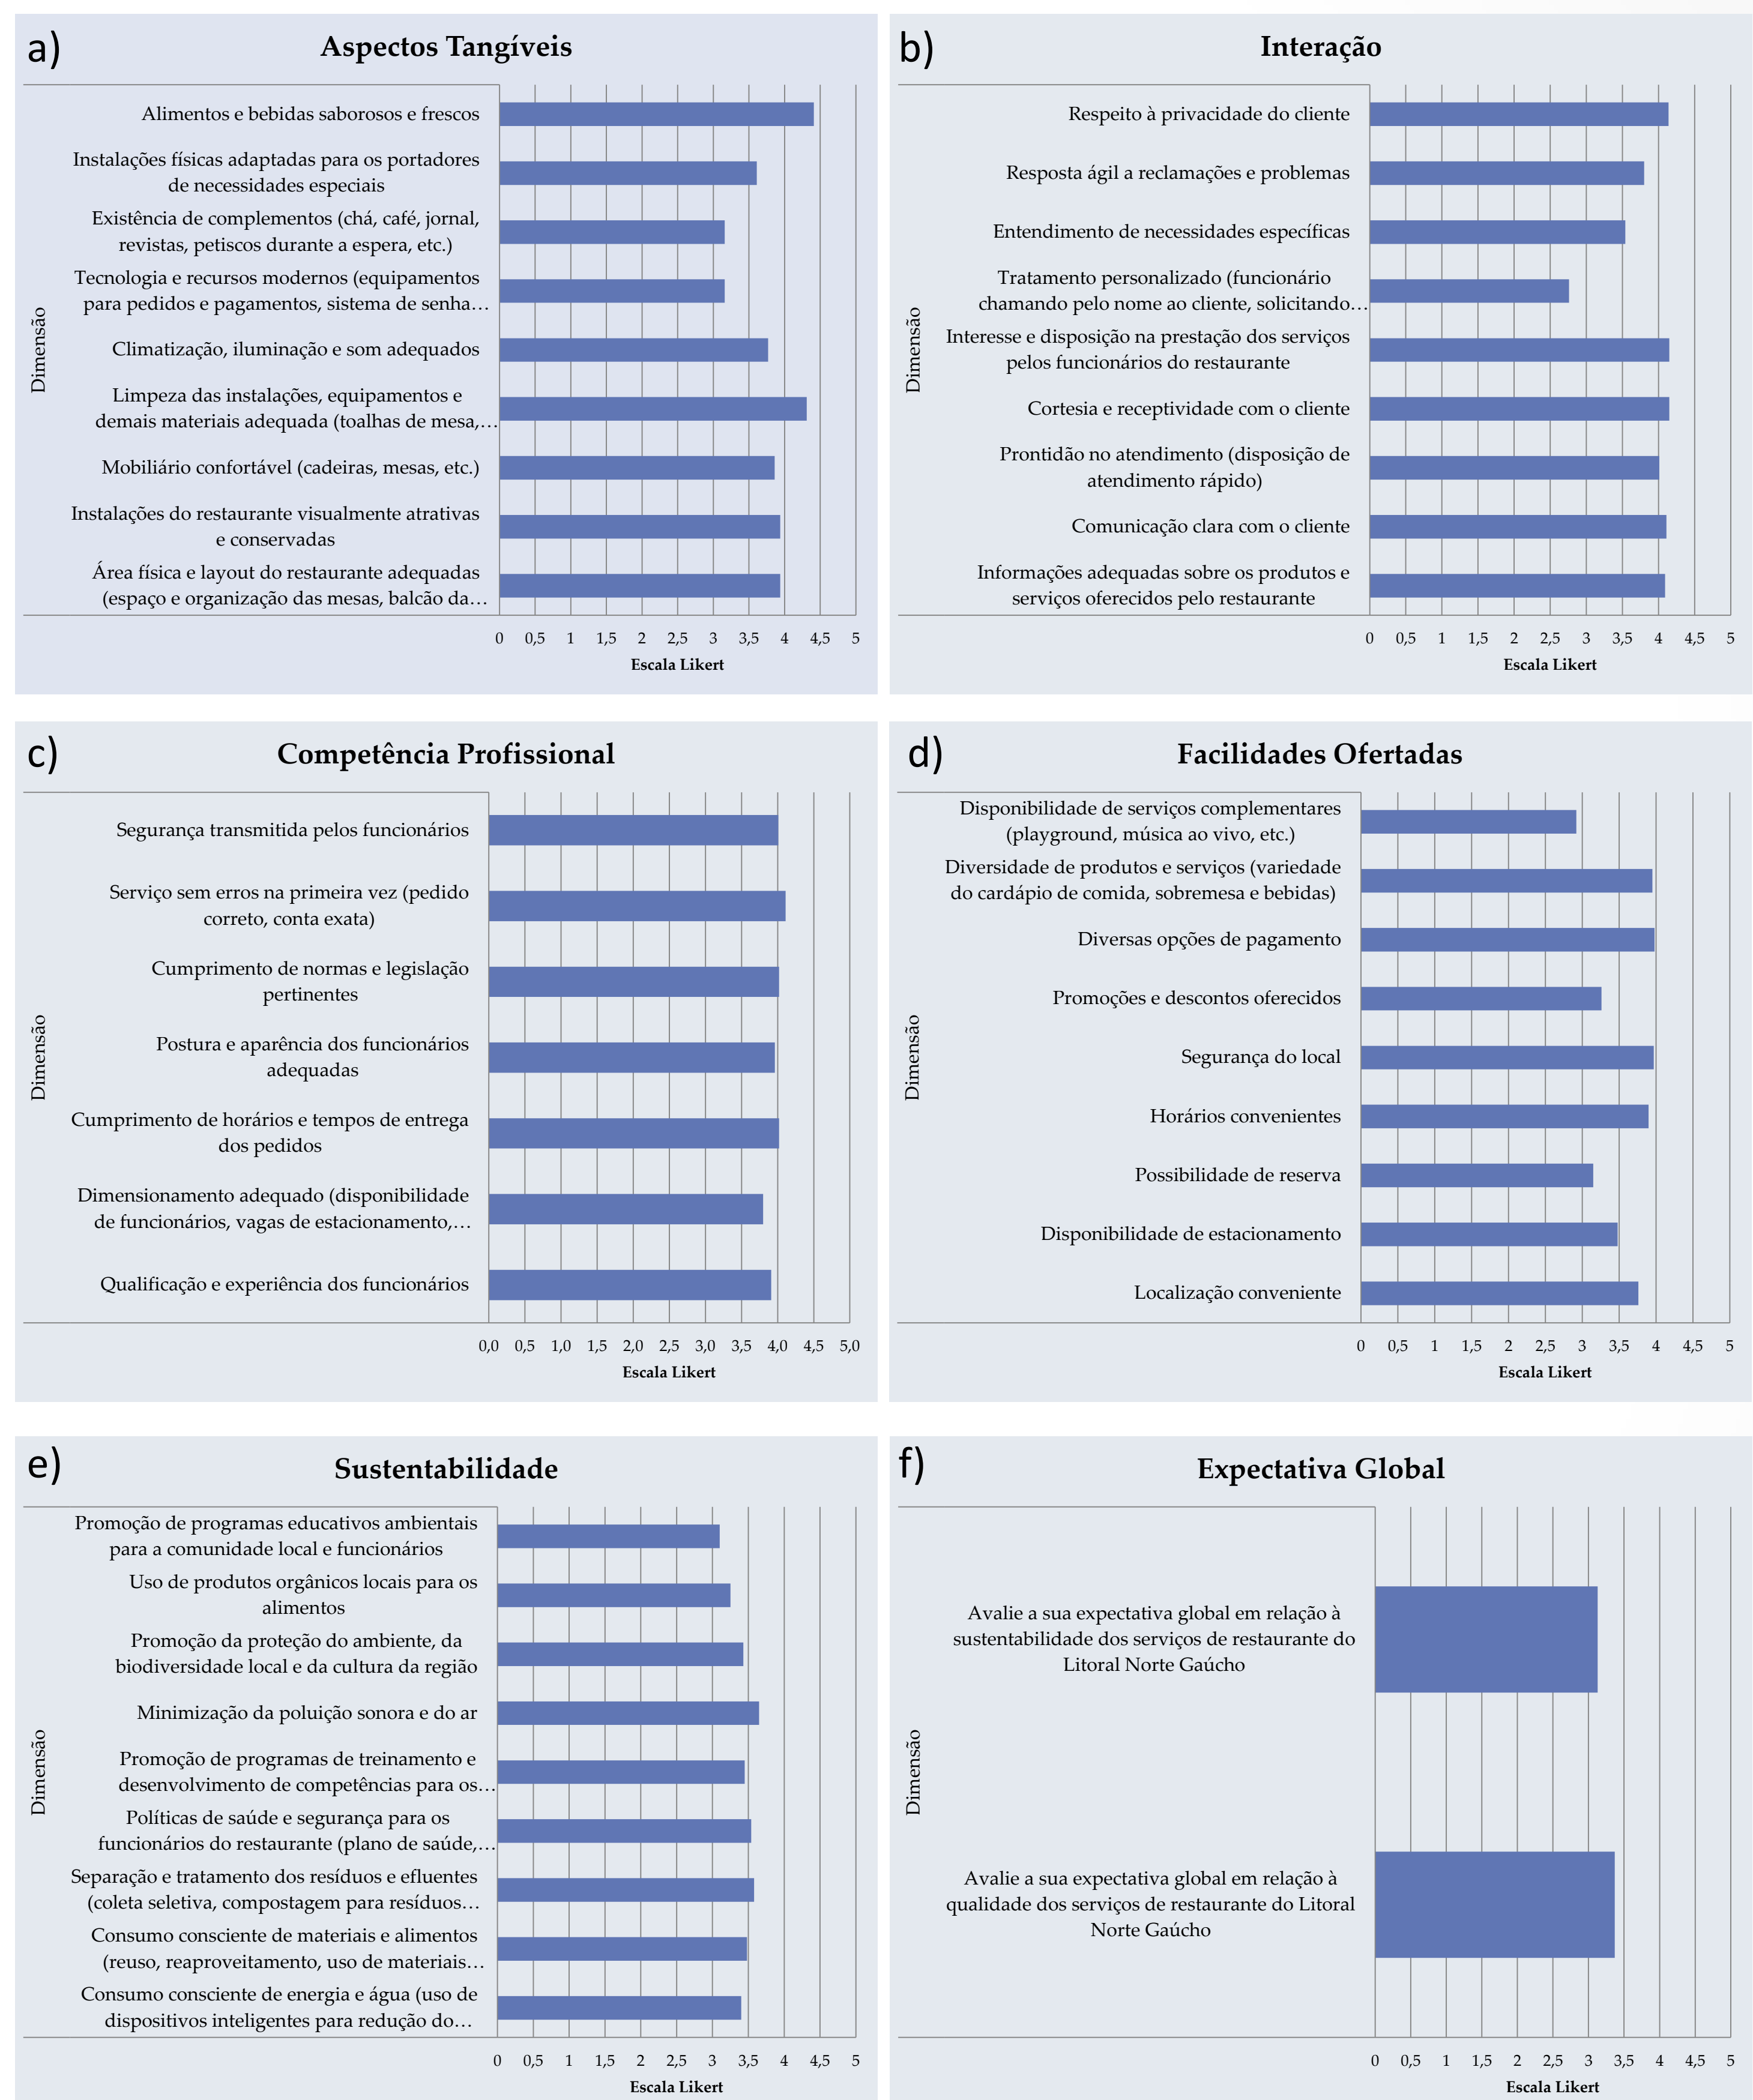 a)
Aspectos Tangíveis
Dimensão
Alimentos e bebidas saborosos e frescos
Instalações físicas adaptadas para os portadores
de necessidades especiais
Existência de complementos (chá, café, jornal,
revistas, petiscos durante a espera, etc.)
Tecnologia e recursos modernos (equipamentos
para pedidos e pagamentos, sistema de senha…
Climatização, iluminação e som adequados
Limpeza das instalações, equipamentos e
demais materiais adequada (toalhas de mesa,…
Mobiliário confortável (cadeiras, mesas, etc.)
Instalações do restaurante visualmente atrativas
e conservadas
Área física e layout do restaurante adequadas
(espaço e organização das mesas, balcão da…
0 0,5 1 1,5 2 2,5 3 3,5 4 4,5 5
Escala Likert
b)
Interação
Dimensão
Respeito à privacidade do cliente
Resposta ágil a reclamações e problemas
Entendimento de necessidades específicas
Tratamento personalizado (funcionário
chamando pelo nome ao cliente, solicitando…
Interesse e disposição na prestação dos serviços
pelos funcionários do restaurante
Cortesia e receptividade com o cliente
Prontidão no atendimento (disposição de
atendimento rápido)
Comunicação clara com o cliente
Informações adequadas sobre os produtos e
serviços oferecidos pelo restaurante
0 0,5 1 1,5 2 2,5 3 3,5 4 4,5 5
Escala Likert
c)
Competência Profissional
Dimensão
Segurança transmitida pelos funcionários
Serviço sem erros na primeira vez (pedido
correto, conta exata)
Cumprimento de normas e legislação
pertinentes
Postura e aparência dos funcionários
adequadas
Cumprimento de horários e tempos de entrega
dos pedidos
Dimensionamento adequado (disponibilidade
de funcionários, vagas de estacionamento,…
Qualificação e experiência dos funcionários
0,0 0,5 1,0 1,5 2,0 2,5 3,0 3,5 4,0 4,5 5,0
Escala Likert
d)
Facilidades Ofertadas
Dimensão
Disponibilidade de serviços complementares
(playground, música ao vivo, etc.)
Diversidade de produtos e serviços (variedade
do cardápio de comida, sobremesa e bebidas)
Diversas opções de pagamento
Promoções e descontos oferecidos
Segurança do local
Horários convenientes
Possibilidade de reserva
Disponibilidade de estacionamento
Localização conveniente
0 0,5 1 1,5 2 2,5 3 3,5 4 4,5 5
Escala Likert
e)
Sustentabilidade
Dimensão
Promoção de programas educativos ambientais
para a comunidade local e funcionários
Uso de produtos orgânicos locais para os
alimentos
Promoção da proteção do ambiente, da
biodiversidade local e da cultura da região
Minimização da poluição sonora e do ar
Promoção de programas de treinamento e
desenvolvimento de competências para os…
Políticas de saúde e segurança para os
funcionários do restaurante (plano de saúde,…
Separação e tratamento dos resíduos e efluentes
(coleta seletiva, compostagem para resíduos…
Consumo consciente de materiais e alimentos
(reuso, reaproveitamento, uso de materiais…
Consumo consciente de energia e água (uso de
dispositivos inteligentes para redução do…
0 0,5 1 1,5 2 2,5 3 3,5 4 4,5 5
Escala Likert
f)
Expectativa Global
Dimensão
Avalie a sua expectativa global em relação à
sustentabilidade dos serviços de restaurante do
Litoral Norte Gaúcho
Avalie a sua expectativa global em relação à
qualidade dos serviços de restaurante do Litoral
Norte Gaúcho
0 0,5 1 1,5 2 2,5 3 3,5 4 4,5 5
Escala Likert